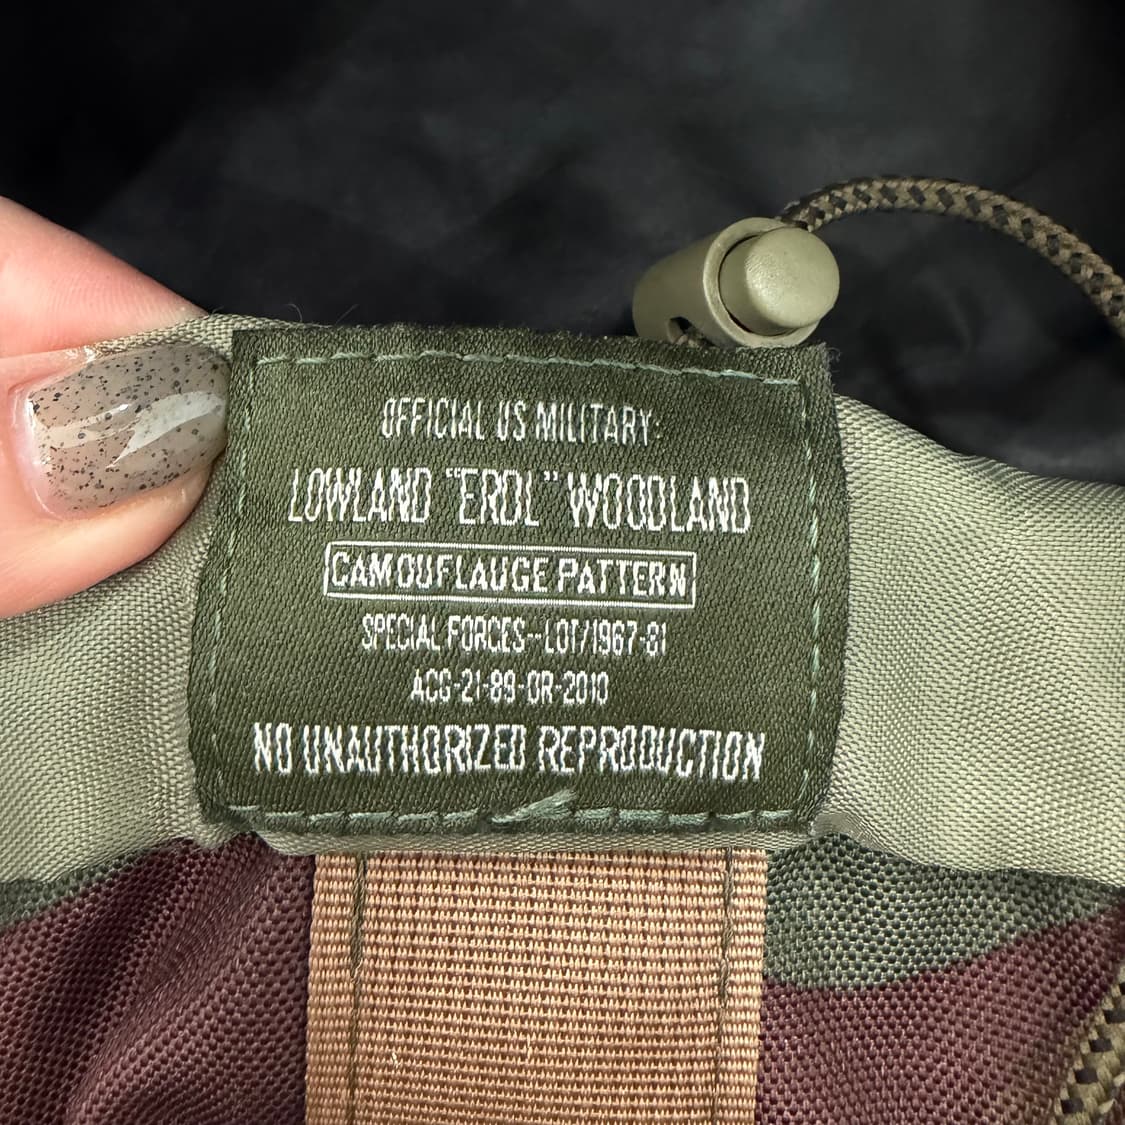 OFFICIAL US MILITARY:
LOWLAND "ERDL" WOODLAND
CAMOUFLAUGE PATTERN
SPECIAL FORCES--LOT/1967-81
ACG-21-89-OR-2010
NO UNAUTHORIZED REPRODUCTION